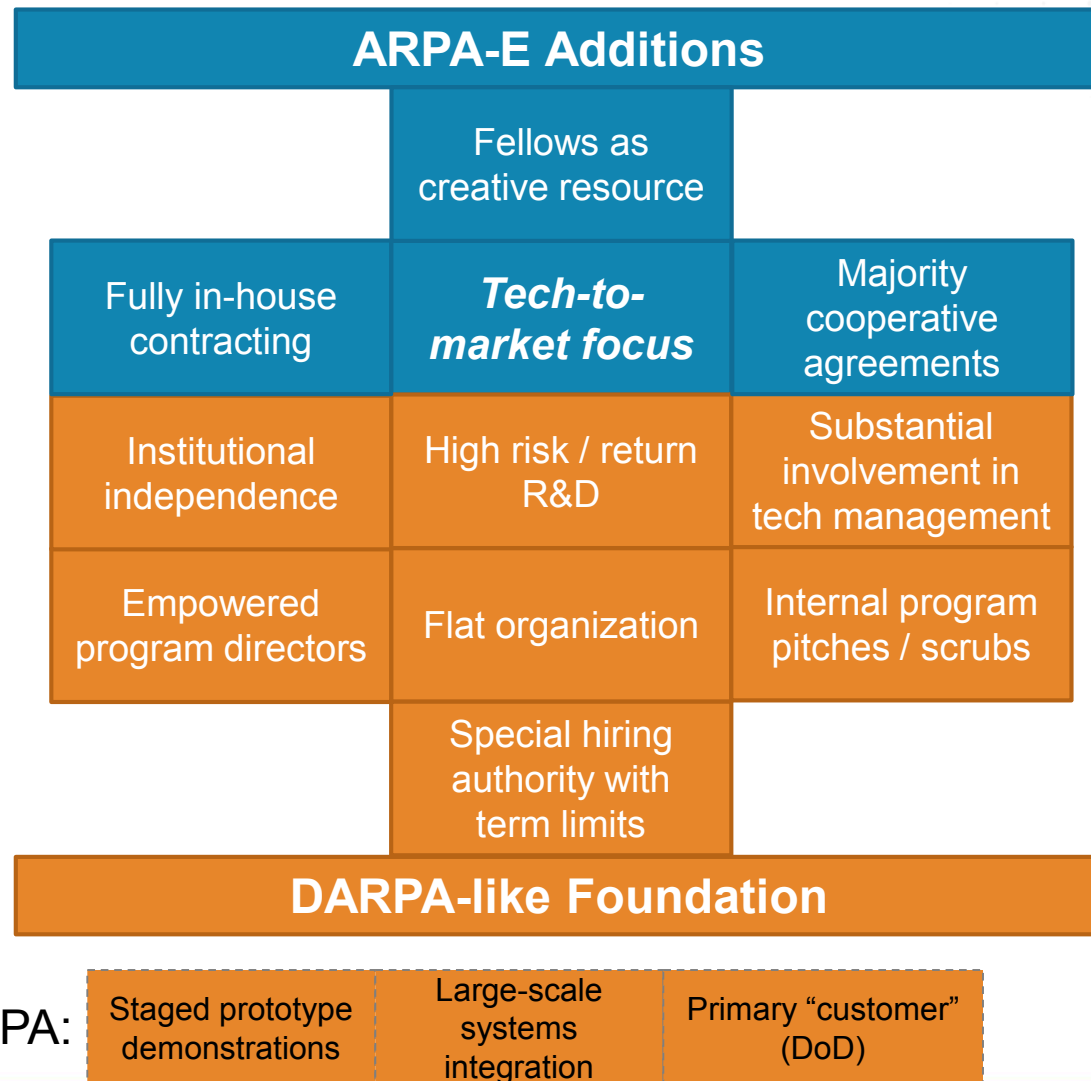 ARPA-E Additions
Fellows as
creative resource
Fully in-house
contracting
Tech-to-
market focus
Majority
cooperative
agreements
Institutional
independence
High risk / return
R&D
Substantial
involvement in
tech management
Empowered
program directors
Flat organization
Internal program
pitches / scrubs
Special hiring
authority with
term limits
DARPA-like Foundation
PA:
Staged prototype
demonstrations
Large-scale
systems
integration
Primary “customer”
(DoD)